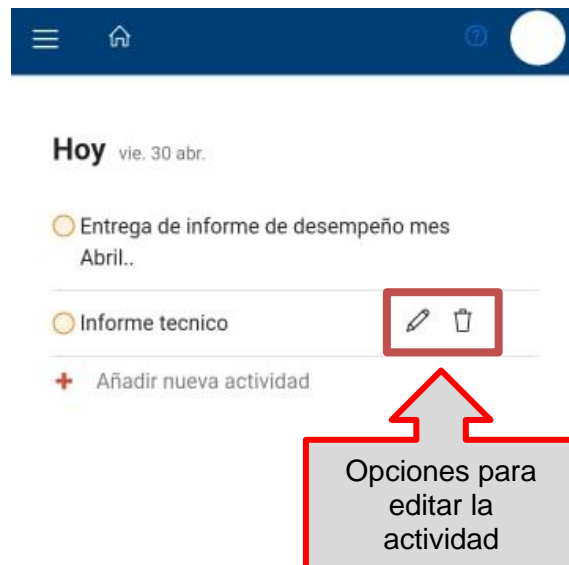 Hoy vie. 30 abr.
Entrega de informe de desempeño mes
Abril..
Informe tecnico
+ Añadir nueva actividad
Opciones para
editar la
actividad